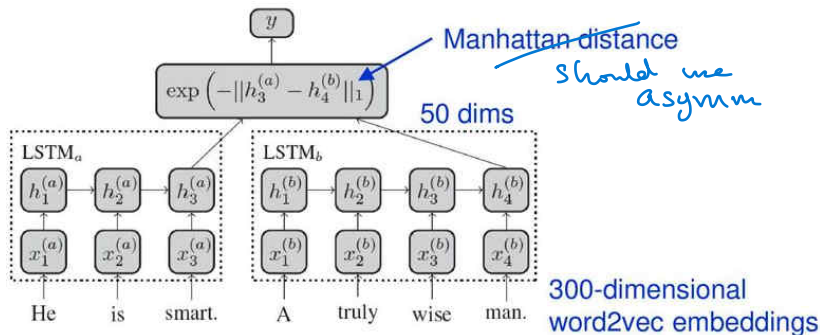 y
Manhattan distance
should use
asymm
exp (−||h₃⁽ᵃ⁾ − h₄⁽ᵇ⁾||₁)
50 dims
LSTMₐ
LSTM_b
h₁⁽ᵃ⁾ h₂⁽ᵃ⁾ h₃⁽ᵃ⁾ h₁⁽ᵇ⁾ h₂⁽ᵇ⁾ h₃⁽ᵇ⁾ h₄⁽ᵇ⁾
x₁⁽ᵃ⁾ x₂⁽ᵃ⁾ x₃⁽ᵃ⁾ x₁⁽ᵇ⁾ x₂⁽ᵇ⁾ x₃⁽ᵇ⁾ x₄⁽ᵇ⁾
He is smart. A truly wise man.
300-dimensional
word2vec embeddings